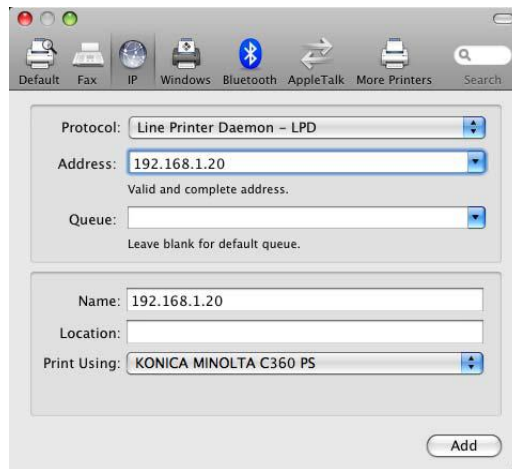 Default Fax IP Windows Bluetooth AppleTalk More Printers Search
Protocol: Line Printer Daemon – LPD
Address: 192.168.1.20
Valid and complete address.
Queue:
Leave blank for default queue.
Name: 192.168.1.20
Location:
Print Using: KONICA MINOLTA C360 PS
Add